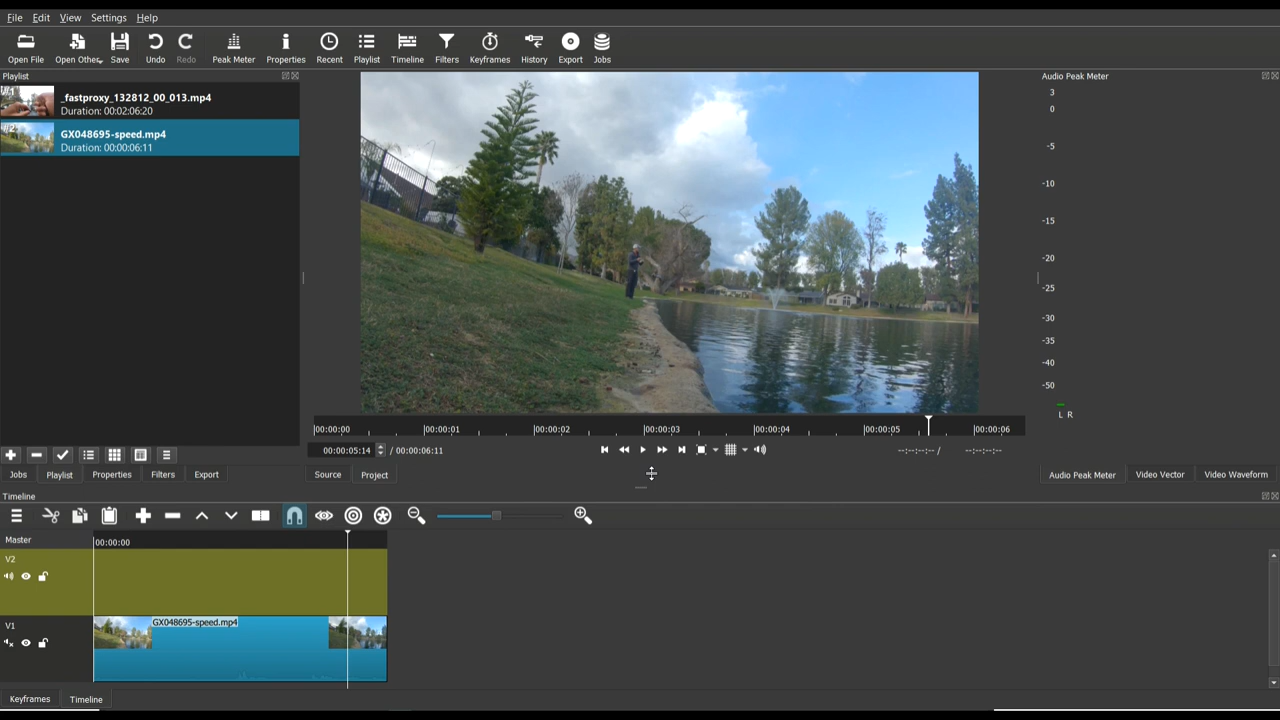 File Edit View Settings Help
Open File Open Other Save Undo Redo Peak Meter Properties Recent Playlist Timeline Filters Keyframes History Export Jobs
Playlist
#1
_fastproxy_132812_00_013.mp4
Duration: 00:02:06:20
#2
GX048695-speed.mp4
Duration: 00:00:06:11
Jobs Playlist Properties Filters Export
00:00:00 00:00:01 00:00:02 00:00:03 00:00:04 00:00:05 00:00:06
00:00:05:14 / 00:00:06:11 --:--:--:-- / --:--:--:--
Source Project
Audio Peak Meter
3
0
-5
-10
-15
-20
-25
-30
-35
-40
-50
L R
Audio Peak Meter Video Vector Video Waveform
Timeline
Master 00:00:00
V2
V1 GX048695-speed.mp4
Keyframes Timeline